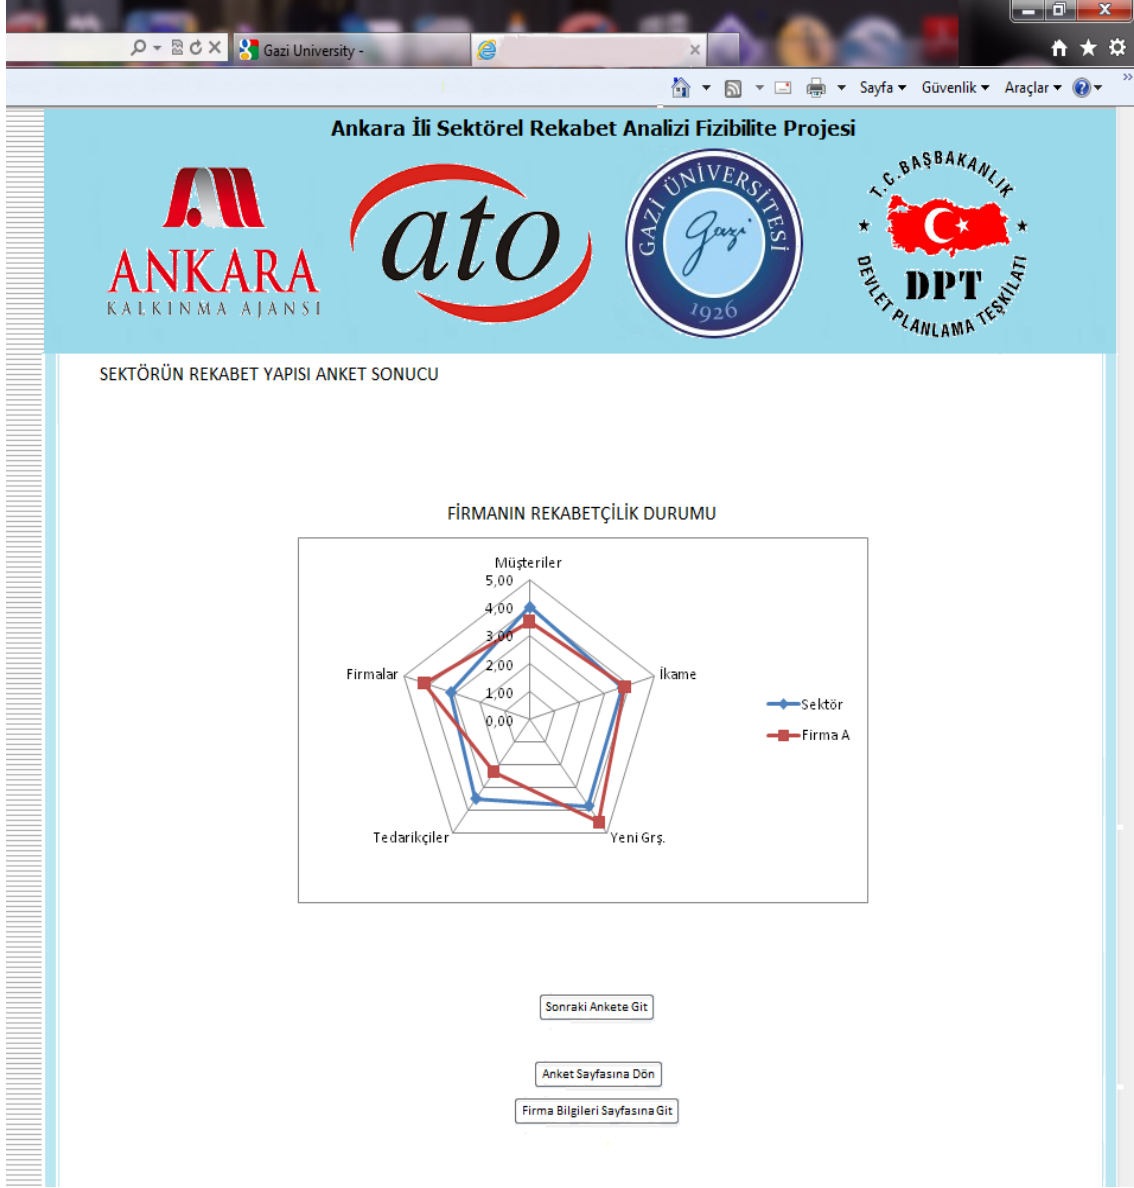 Gazi University -
Sayfa
Güvenlik
Araçlar
Ankara İli Sektörel Rekabet Analizi Fizibilite Projesi
ANKARA
KALKINMA AJANSI
ato
GAZİ ÜNİVERSİTESİ
Gazi
1926
T.C. BAŞBAKANLIK
DPT
DEVLET PLANLAMA TEŞKİLATI
SEKTÖRÜN REKABET YAPISI ANKET SONUCU
FİRMANIN REKABETÇİLİK DURUMU
Müşteriler
5,00
4,00
3,00
2,00
Firmalar
İkame
1,00
0,00
Sektör
Firma A
Tedarikçiler
Yeni Grş.
Sonraki Ankete Git
Anket Sayfasına Dön
Firma Bilgileri Sayfasına Git